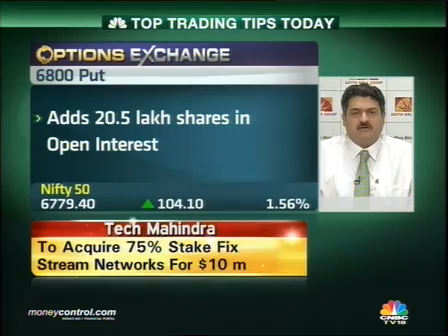 TOP TRADING TIPS TODAY
OPTIONS EXCHANGE
6800 Put
Adds 20.5 lakh shares in
Open Interest
Nifty 50
6779.40 104.10 1.56%
Tech Mahindra
To Acquire 75% Stake Fix
Stream Networks For $10 m
moneycontrol.com
CNBC
TV18